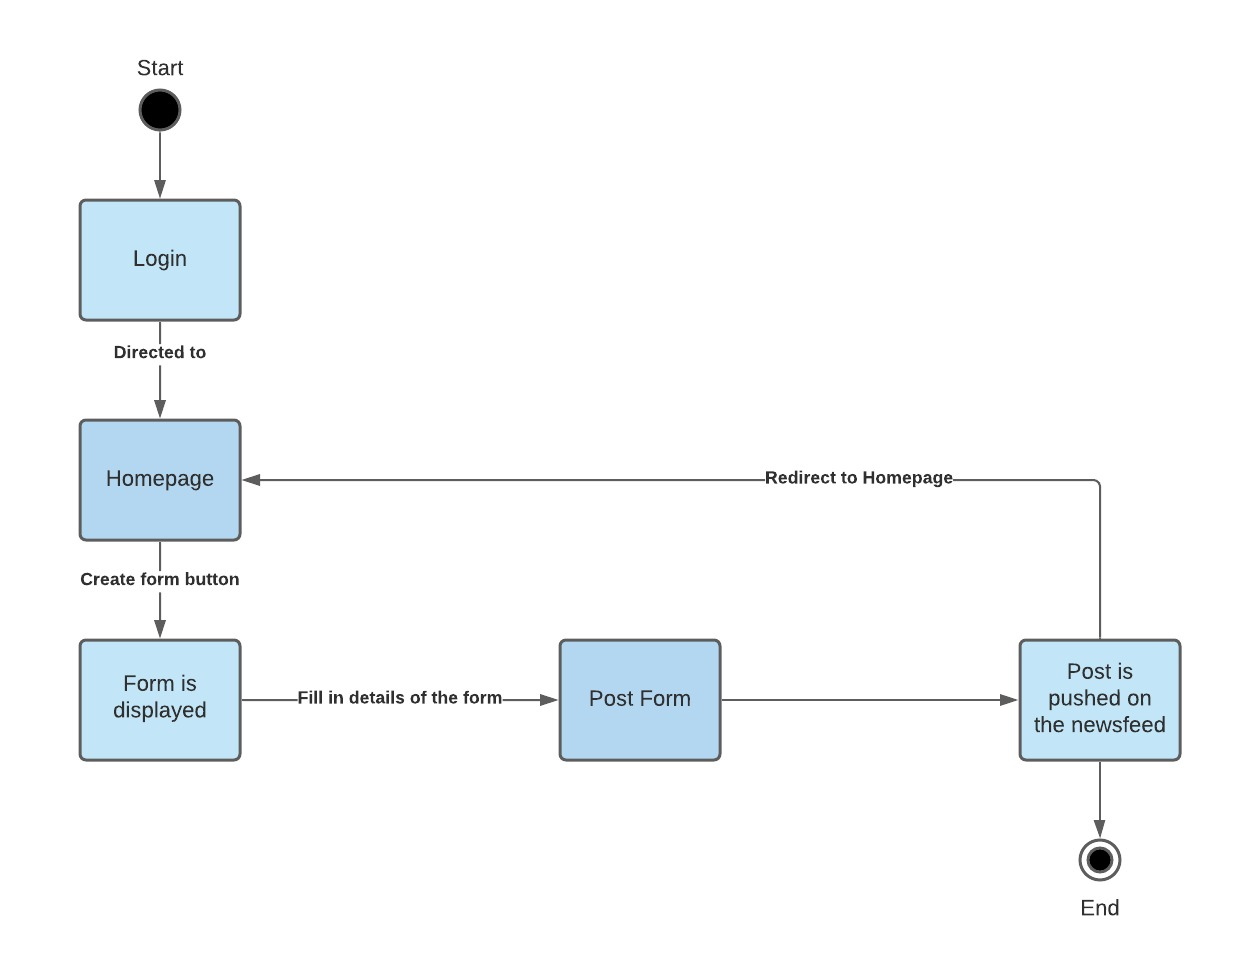 Start
Login
Directed to
Homepage
Redirect to Homepage
Create form button
Form is
displayed
Fill in details of the form
Post Form
Post is
pushed on
the newsfeed
End